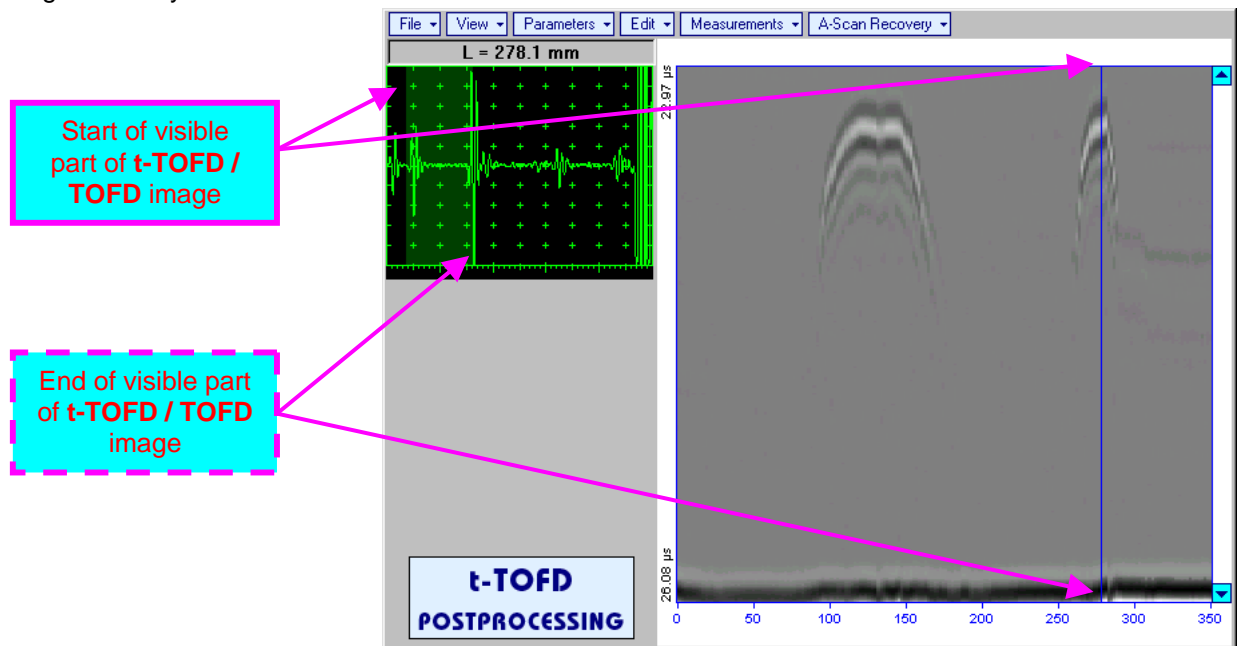 File View Parameters Edit Measurements A-Scan Recovery
L = 278.1 mm
Start of visible
part of t-TOFD /
TOFD image
End of visible part
of t-TOFD / TOFD
image
µs
26.08 µs
t-TOFD
POSTPROCESSING
0 50 100 150 200 250 300 350